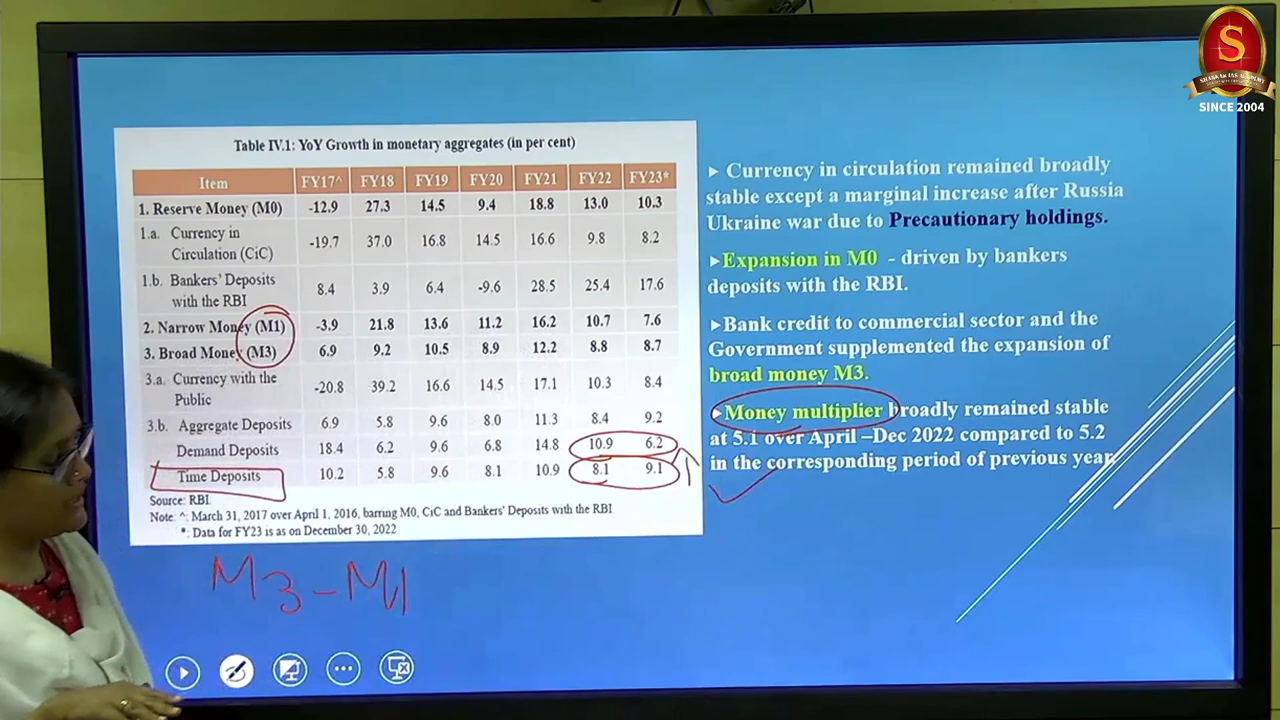 S
SHANKAR IAS ACADEMY
SINCE 2004
Table IV.1: YoY Growth in monetary aggregates (in per cent)
Item FY17^ FY18 FY19 FY20 FY21 FY22 FY23*
1. Reserve Money (M0) -12.9 27.3 14.5 9.4 18.8 13.0 10.3
1.a. Currency in
Circulation (CiC) -19.7 37.0 16.8 14.5 16.6 9.8 8.2
1.b. Bankers' Deposits
with the RBI 8.4 3.9 6.4 -9.6 28.5 25.4 17.6
2. Narrow Money (M1) -3.9 21.8 13.6 11.2 16.2 10.7 7.6
3. Broad Money (M3) 6.9 9.2 10.5 8.9 12.2 8.8 8.7
3.a. Currency with the
Public -20.8 39.2 16.6 14.5 17.1 10.3 8.4
3.b. Aggregate Deposits 6.9 5.8 9.6 8.0 11.3 8.4 9.2
Demand Deposits 18.4 6.2 9.6 6.8 14.8 10.9 6.2
Time Deposits 10.2 5.8 9.6 8.1 10.9 8.1 9.1
Source: RBI
Note ^: March 31, 2017 over April 1, 2016, barring M0, CiC and Bankers' Deposits with the RBI
*: Data for FY23 is as on December 30, 2022
M3 - M1
Currency in circulation remained broadly
stable except a marginal increase after Russia
Ukraine war due to Precautionary holdings.
Expansion in M0 - driven by bankers
deposits with the RBI.
Bank credit to commercial sector and the
Government supplemented the expansion of
broad money M3.
Money multiplier broadly remained stable
at 5.1 over April –Dec 2022 compared to 5.2
in the corresponding period of previous year.